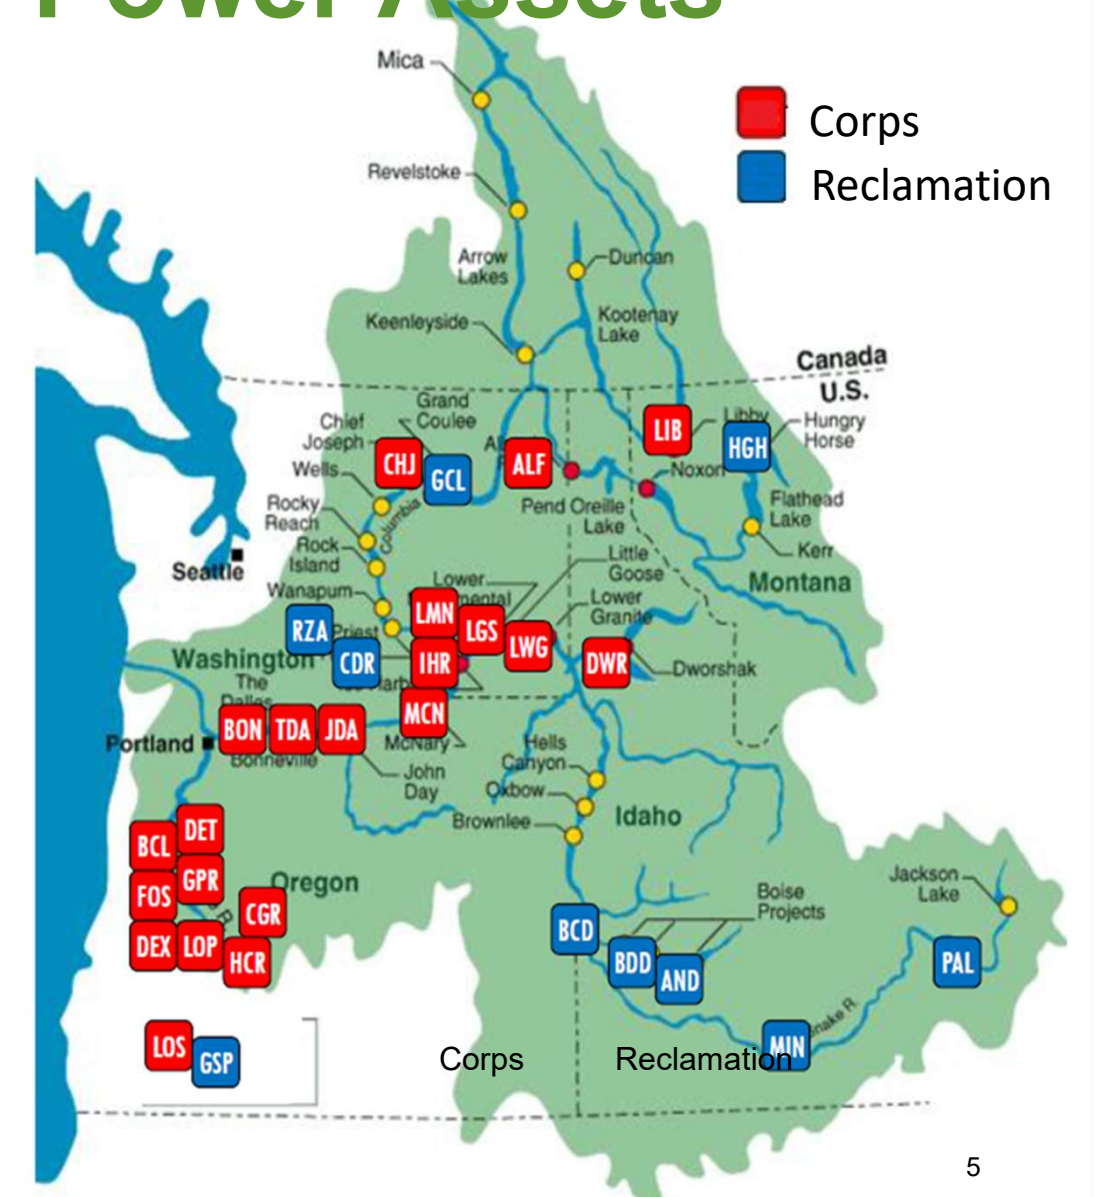 Power Assets
Mica
Corps
Reclamation
Revelstoke
Arrow
Lakes
Duncan
Keenleyside
Kootenay
Lake
Canada
U.S.
Grand
Coulee
Chief
Joseph
Libby
Hungry
Horse
LIB
HGH
CHJ
GCL
ALF
Wells
Noxon
Rocky
Reach
Columbia
Pend Oreille
Lake
Flathead
Lake
Rock
Island
Kerr
Seattle
Little
Goose
Montana
Wanapum
Lower
Lower
Granite
LMN
LGS
LWG
RZA
Priest
CDR
IHR
DWR
Dworshak
Washington
The
Dalles
MCN
BON
TDA
JDA
Portland
McNary
Bonneville
John
Day
Hells
Canyon
Oxbow
Brownlee
Idaho
DET
BCL
GPR
FOS
Oregon
CGR
DEX
LOP
HCR
Boise
Projects
Jackson
Lake
BCD
BDD
AND
PAL
Snake R.
MIN
LOS
GSP
Corps
Reclamation
5